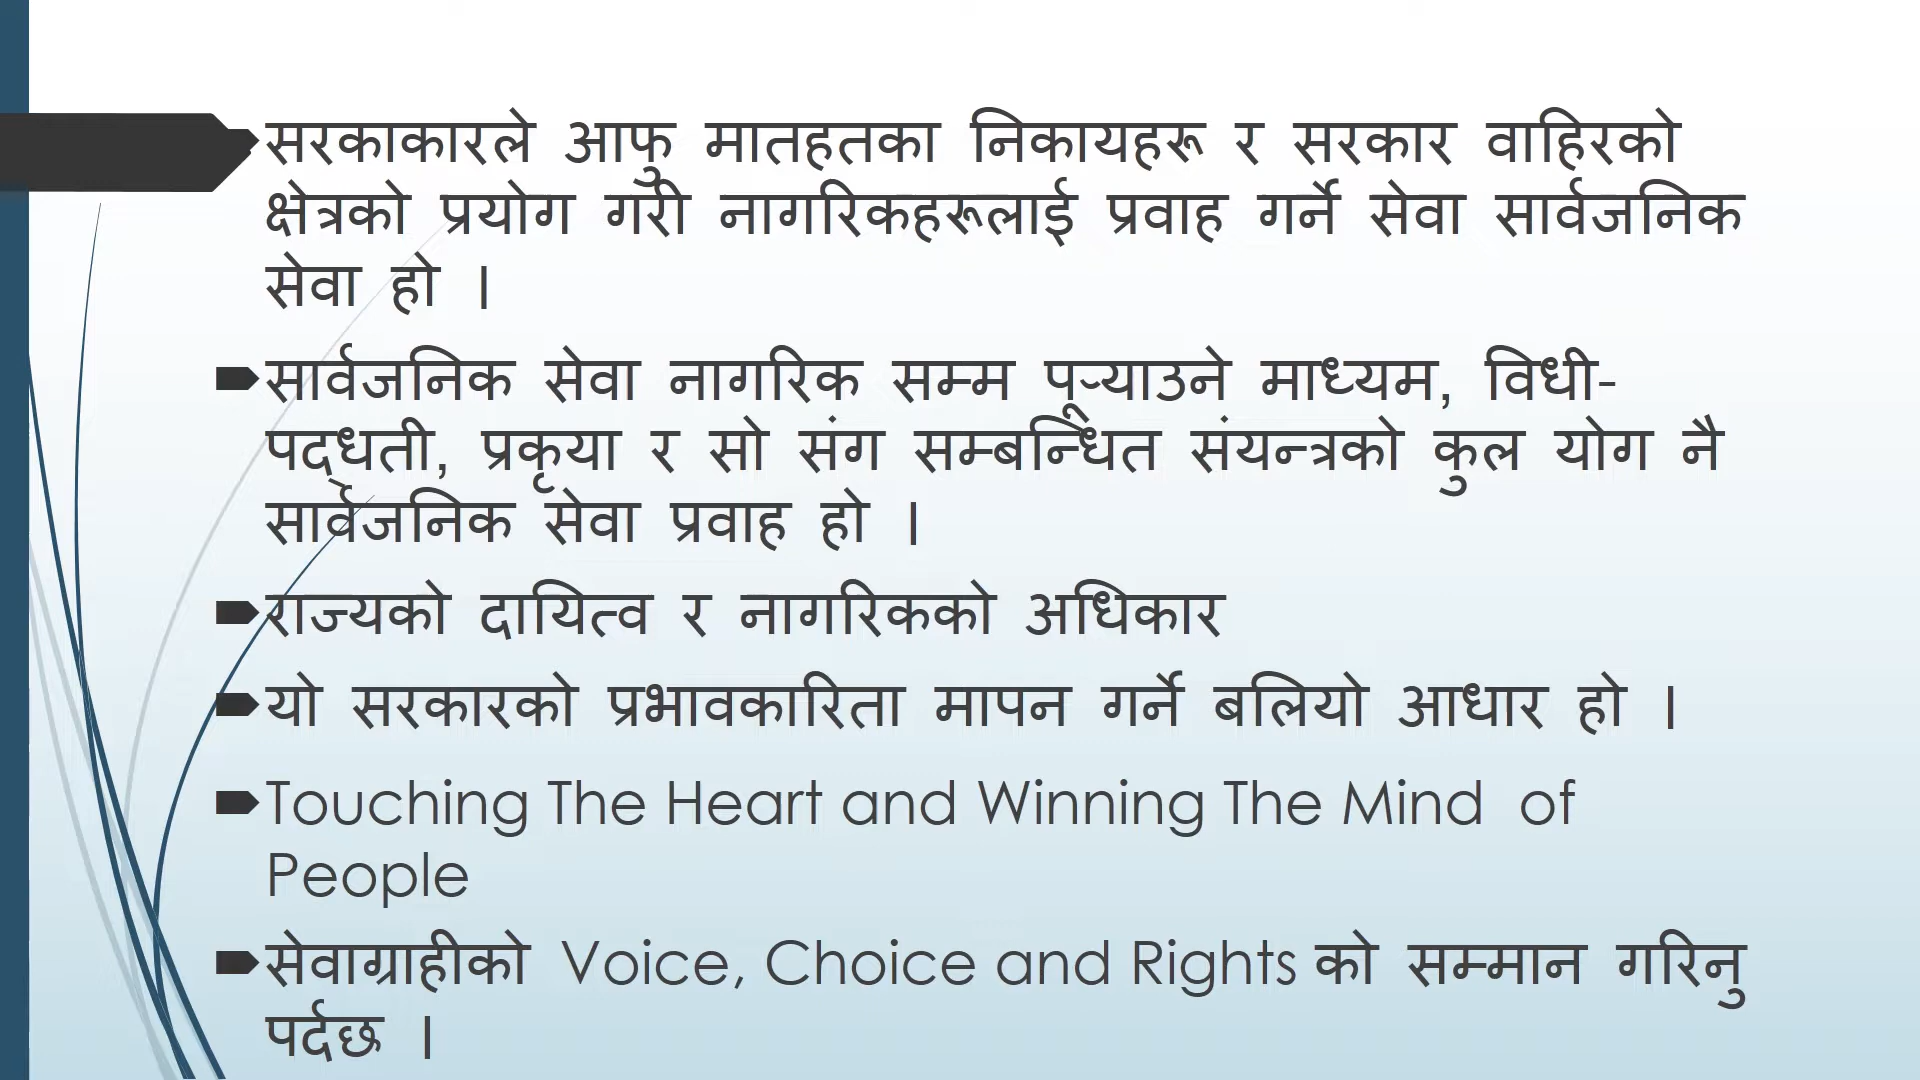 सरकाकारले आफु मातहतका निकायहरू र सरकार वाहिरको
क्षेत्रको प्रयोग गरी नागरिकहरूलाई प्रवाह गर्ने सेवा सार्वजनिक
सेवा हो ।
सार्वजनिक सेवा नागरिक सम्म पुर्‍याउने माध्यम, विधी-
पद्धती, प्रकृया र सो संग सम्बन्धित संयन्त्रको कुल योग नै
सार्वजनिक सेवा प्रवाह हो ।
राज्यको दायित्व र नागरिकको अधिकार
यो सरकारको प्रभावकारिता मापन गर्ने बलियो आधार हो ।
Touching The Heart and Winning The Mind of
People
सेवाग्राहीको Voice, Choice and Rights को सम्मान गरिनु
पर्दछ ।